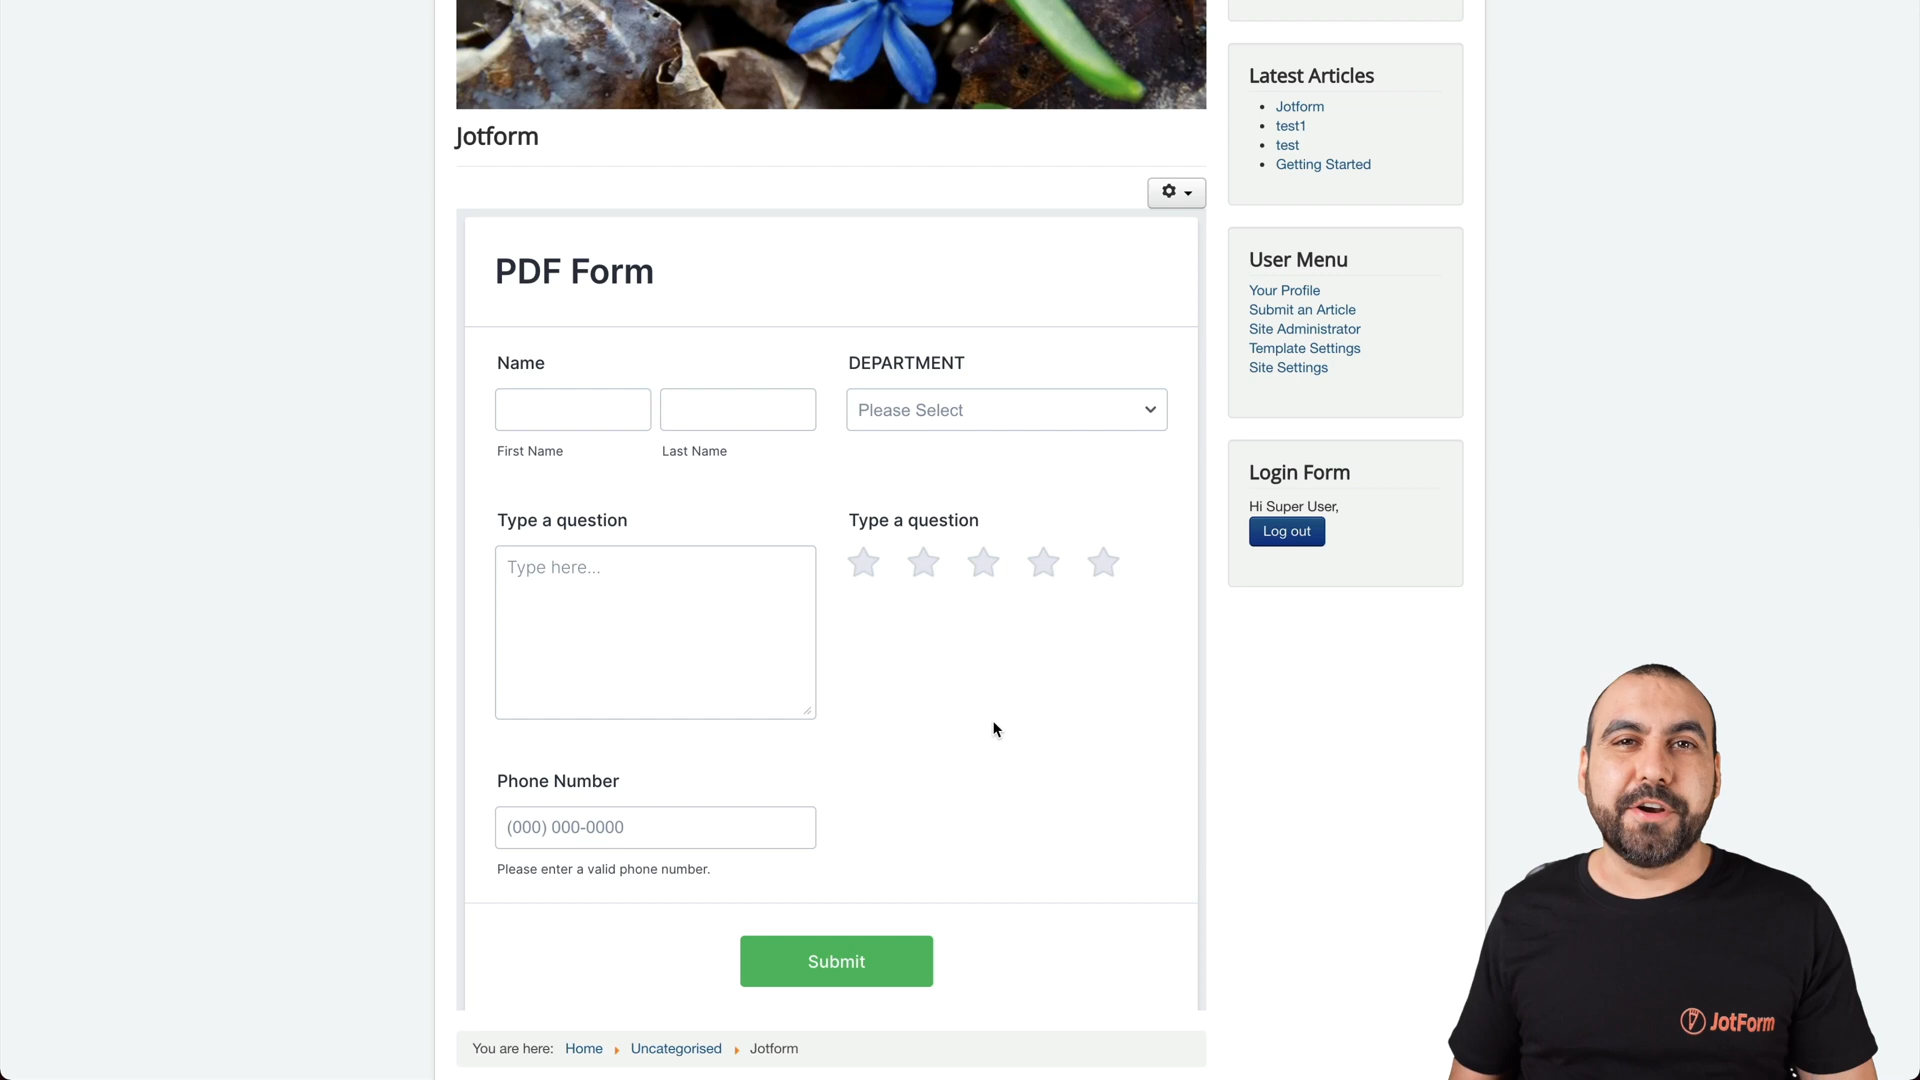 Jotform
PDF Form
Name
First Name
Last Name
DEPARTMENT
Please Select
Type a question
Type here...
Type a question
Phone Number
(000) 000-0000
Please enter a valid phone number.
Submit
You are here: Home Uncategorised Jotform
Latest Articles
Jotform
test1
test
Getting Started
User Menu
Your Profile
Submit an Article
Site Administrator
Template Settings
Site Settings
Login Form
Hi Super User,
Log out
JotForm